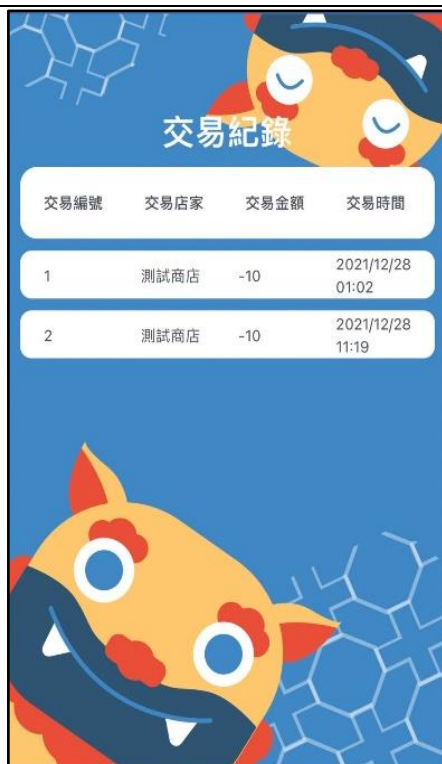 交易紀錄
交易編號 交易店家 交易金額 交易時間
1 測試商店 -10 2021/12/28
01:02
2 測試商店 -10 2021/12/28
11:19